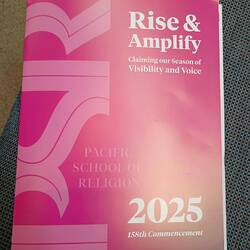 Rise &
Amplify
Claiming our Season of
Visibility and Voice
PACIFIC
SCHOOL OF
RELIGION
2025
158th Commencement